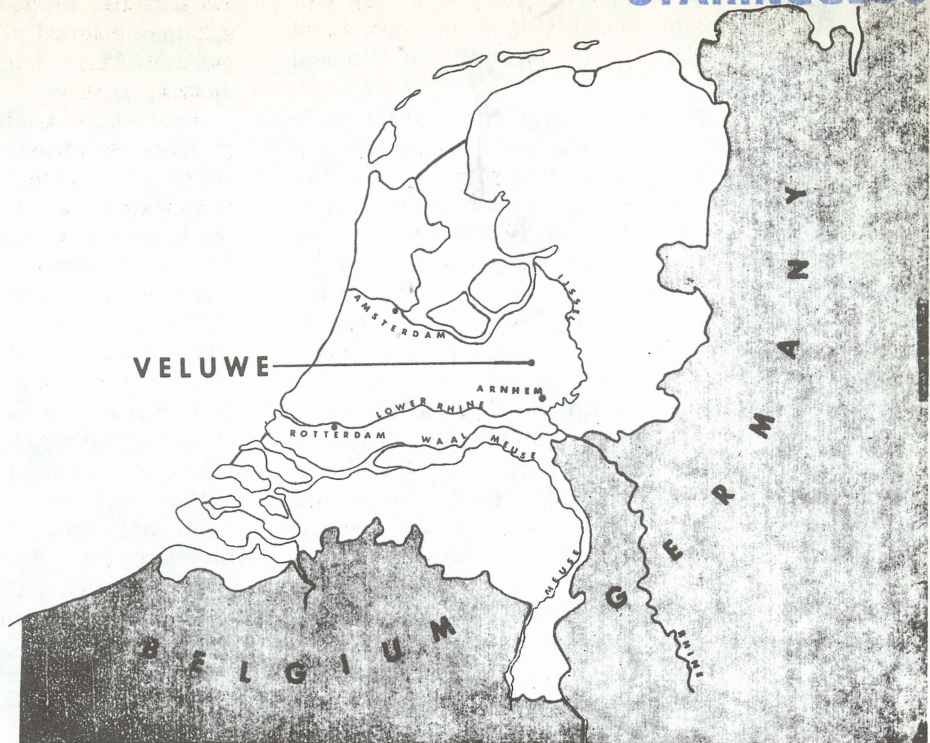 GERMANY
IJSSEL
AMSTERDAM
VELUWE
ARNHEM
LOWER RHINE
ROTTERDAM
WAAL
MEUSE
MEUSE
RHINE
BELGIUM